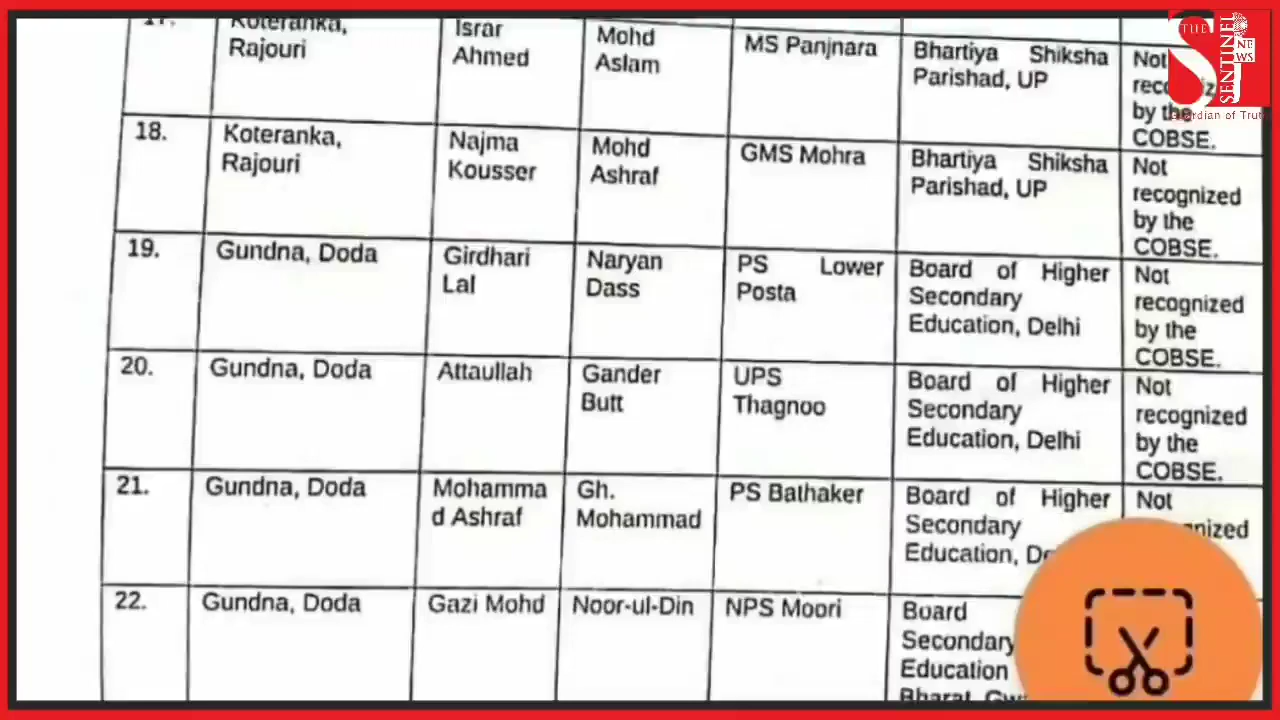 17.
Koteranka,
Rajouri
Israr
Ahmed
Mohd
Aslam
MS Panjnara
Bhartiya Shiksha
Parishad, UP
Not
by the
COBSE.
18.
Koteranka,
Rajouri
Najma
Kousser
Mohd
Ashraf
GMS Mohra
Bhartiya Shiksha
Parishad, UP
Not
recognized
by the
COBSE.
19.
Gundna, Doda
Girdhari
Lal
Naryan
Dass
PS Lower
Posta
Board of Higher
Secondary
Education, Delhi
Not
recognized
by the
COBSE.
20.
Gundna, Doda
Attaullah
Gander
Butt
UPS
Thagnoo
Board of Higher
Secondary
Education, Delhi
Not
recognized
by the
COBSE.
21.
Gundna, Doda
Mohamma
d Ashraf
Gh.
Mohammad
PS Bathaker
Board of Higher
Secondary
Education,
Not
22.
Gundna, Doda
Gazi Mohd
Noor-ul-Din
NPS Moori
Board
Secondary
Education
Bharat,
THE
SENTINEL
NEWS
J
Guardian of Truth